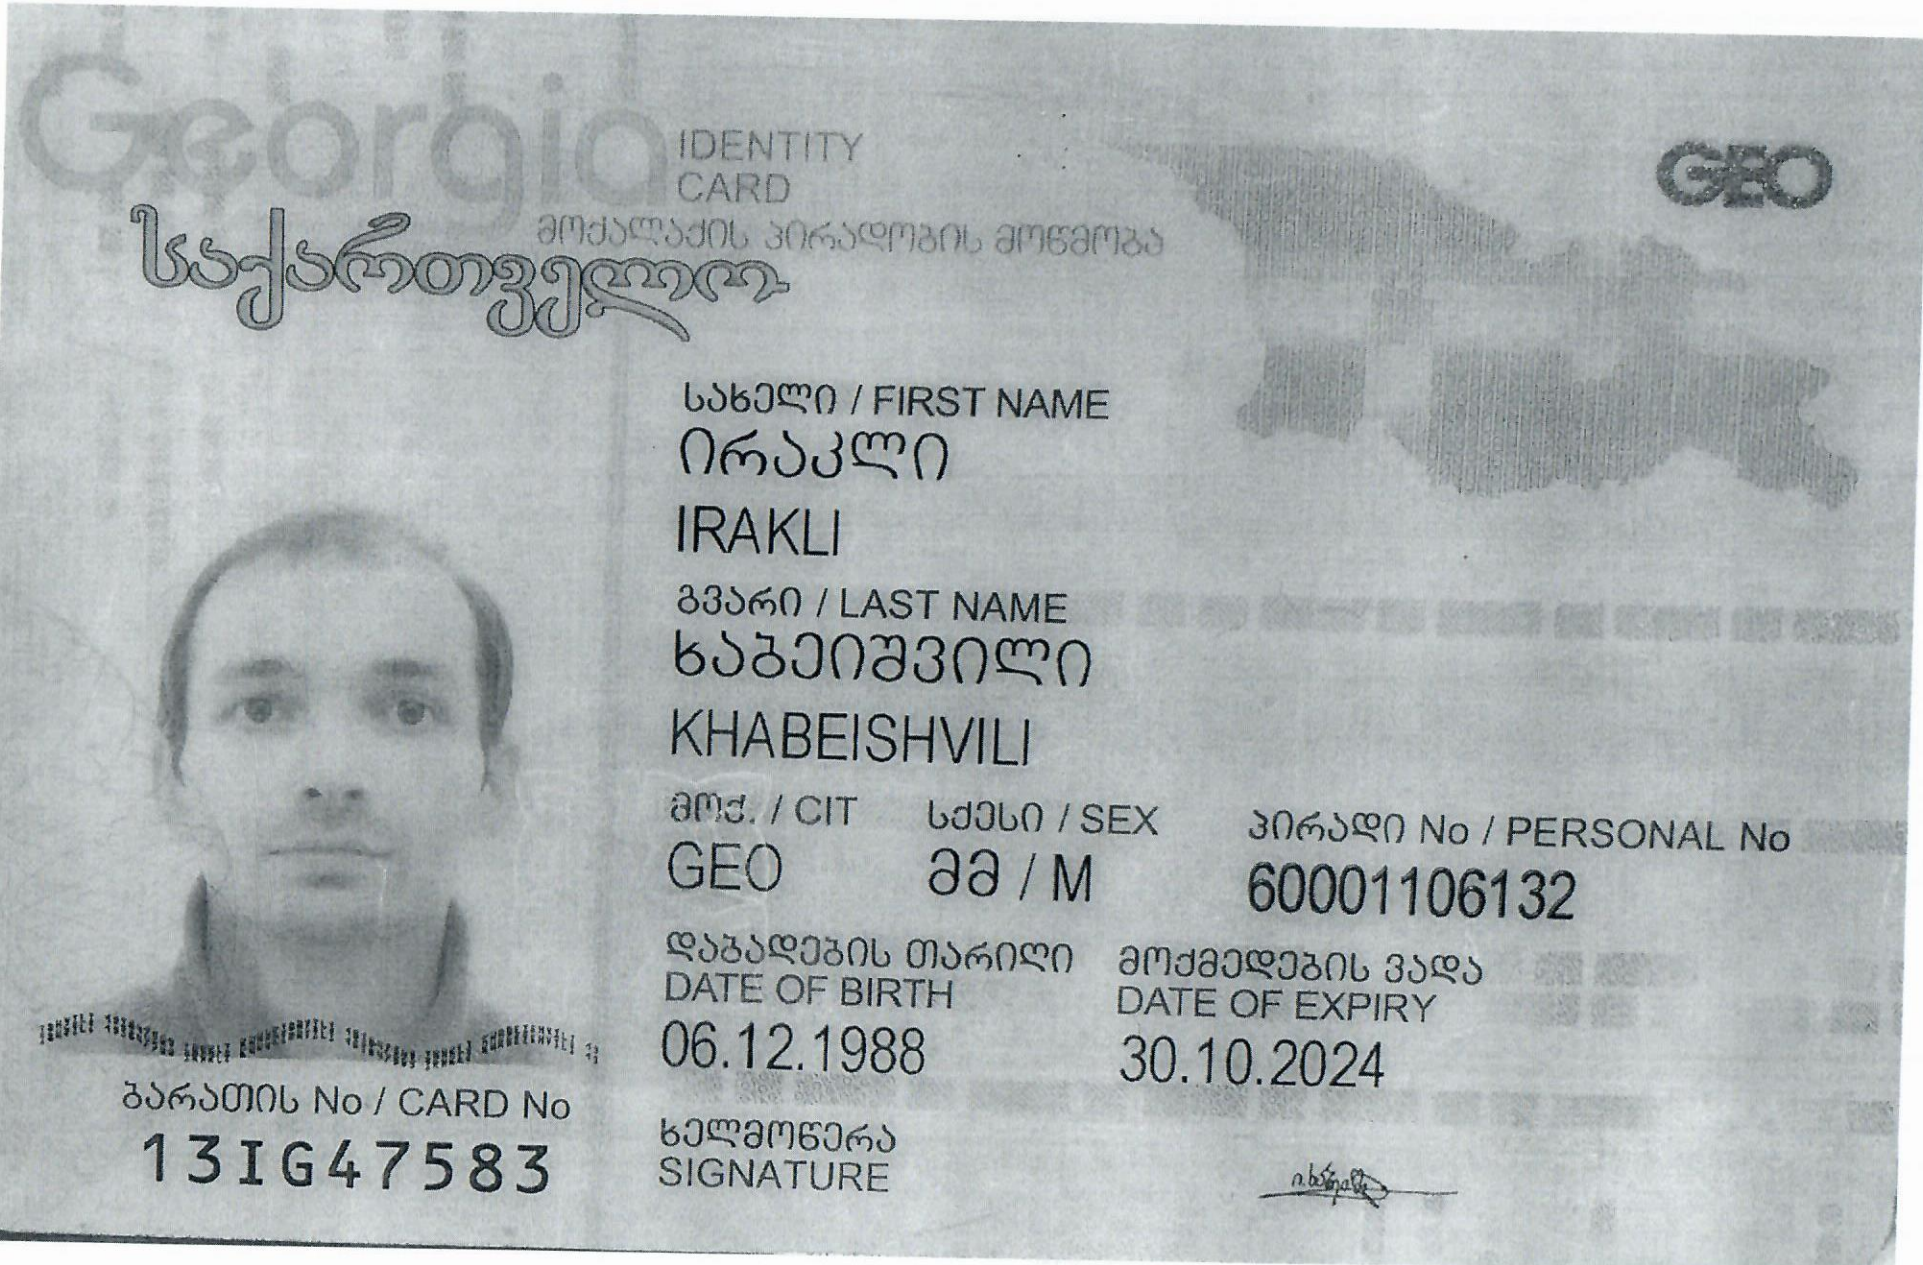 Georgia
IDENTITY
CARD
მოქალაქის პირადობის მოწმობა
საქართველო
GEO
სახელი / FIRST NAME
ირაკლი
IRAKLI
გვარი / LAST NAME
ხაბეიშვილი
KHABEISHVILI
მოქ. / CIT
სქესი / SEX
პირადი No / PERSONAL No
GEO
მმ / M
60001106132
დაბადების თარიღი
DATE OF BIRTH
მოქმედების ვადა
DATE OF EXPIRY
06.12.1988
30.10.2024
ბარათის No / CARD No
13IG47583
ხელმოწერა
SIGNATURE